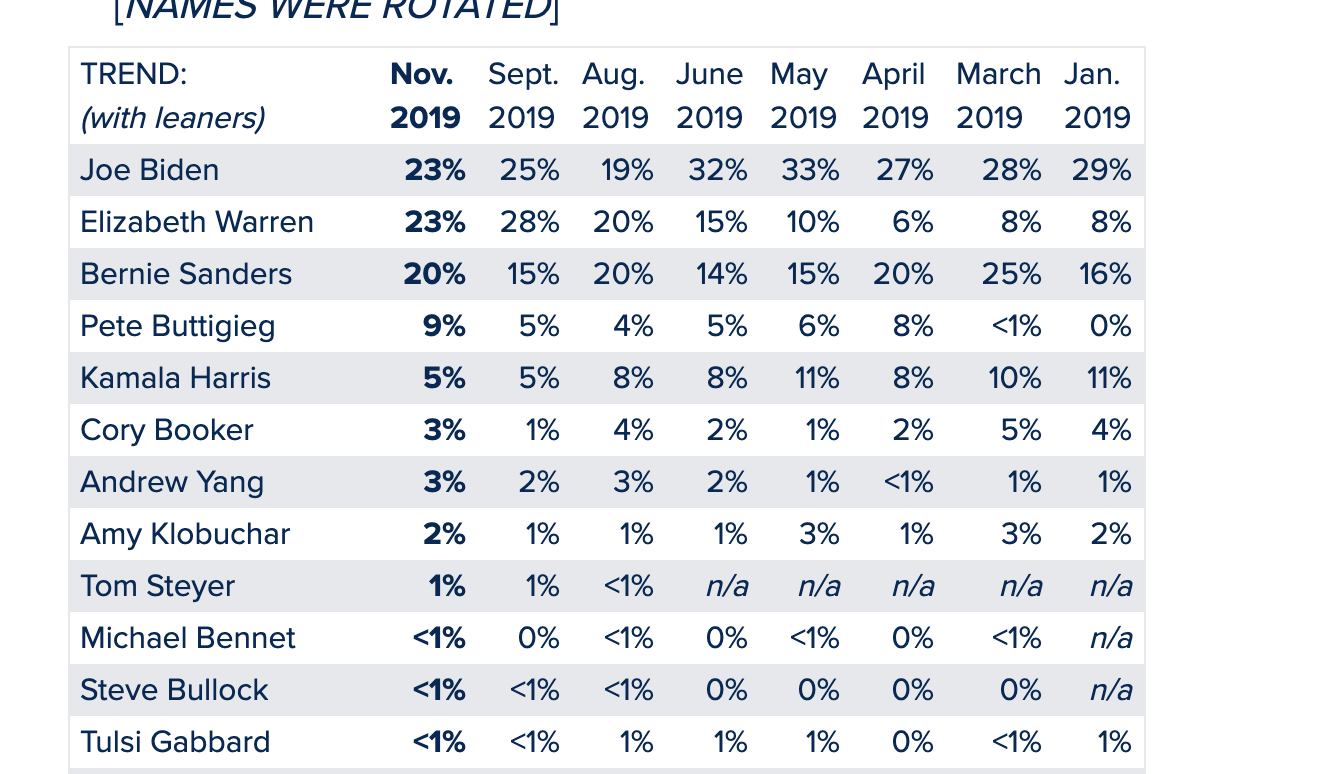 [NAMES WERE ROTATED]
TREND: Nov. Sept. Aug. June May April March Jan.
(with leaners) 2019 2019 2019 2019 2019 2019 2019 2019
Joe Biden 23% 25% 19% 32% 33% 27% 28% 29%
Elizabeth Warren 23% 28% 20% 15% 10% 6% 8% 8%
Bernie Sanders 20% 15% 20% 14% 15% 20% 25% 16%
Pete Buttigieg 9% 5% 4% 5% 6% 8% <1% 0%
Kamala Harris 5% 5% 8% 8% 11% 8% 10% 11%
Cory Booker 3% 1% 4% 2% 1% 2% 5% 4%
Andrew Yang 3% 2% 3% 2% 1% <1% 1% 1%
Amy Klobuchar 2% 1% 1% 1% 3% 1% 3% 2%
Tom Steyer 1% 1% <1% n/a n/a n/a n/a n/a
Michael Bennet <1% 0% <1% 0% <1% 0% <1% n/a
Steve Bullock <1% <1% <1% 0% 0% 0% 0% n/a
Tulsi Gabbard <1% <1% 1% 1% 1% 0% <1% 1%